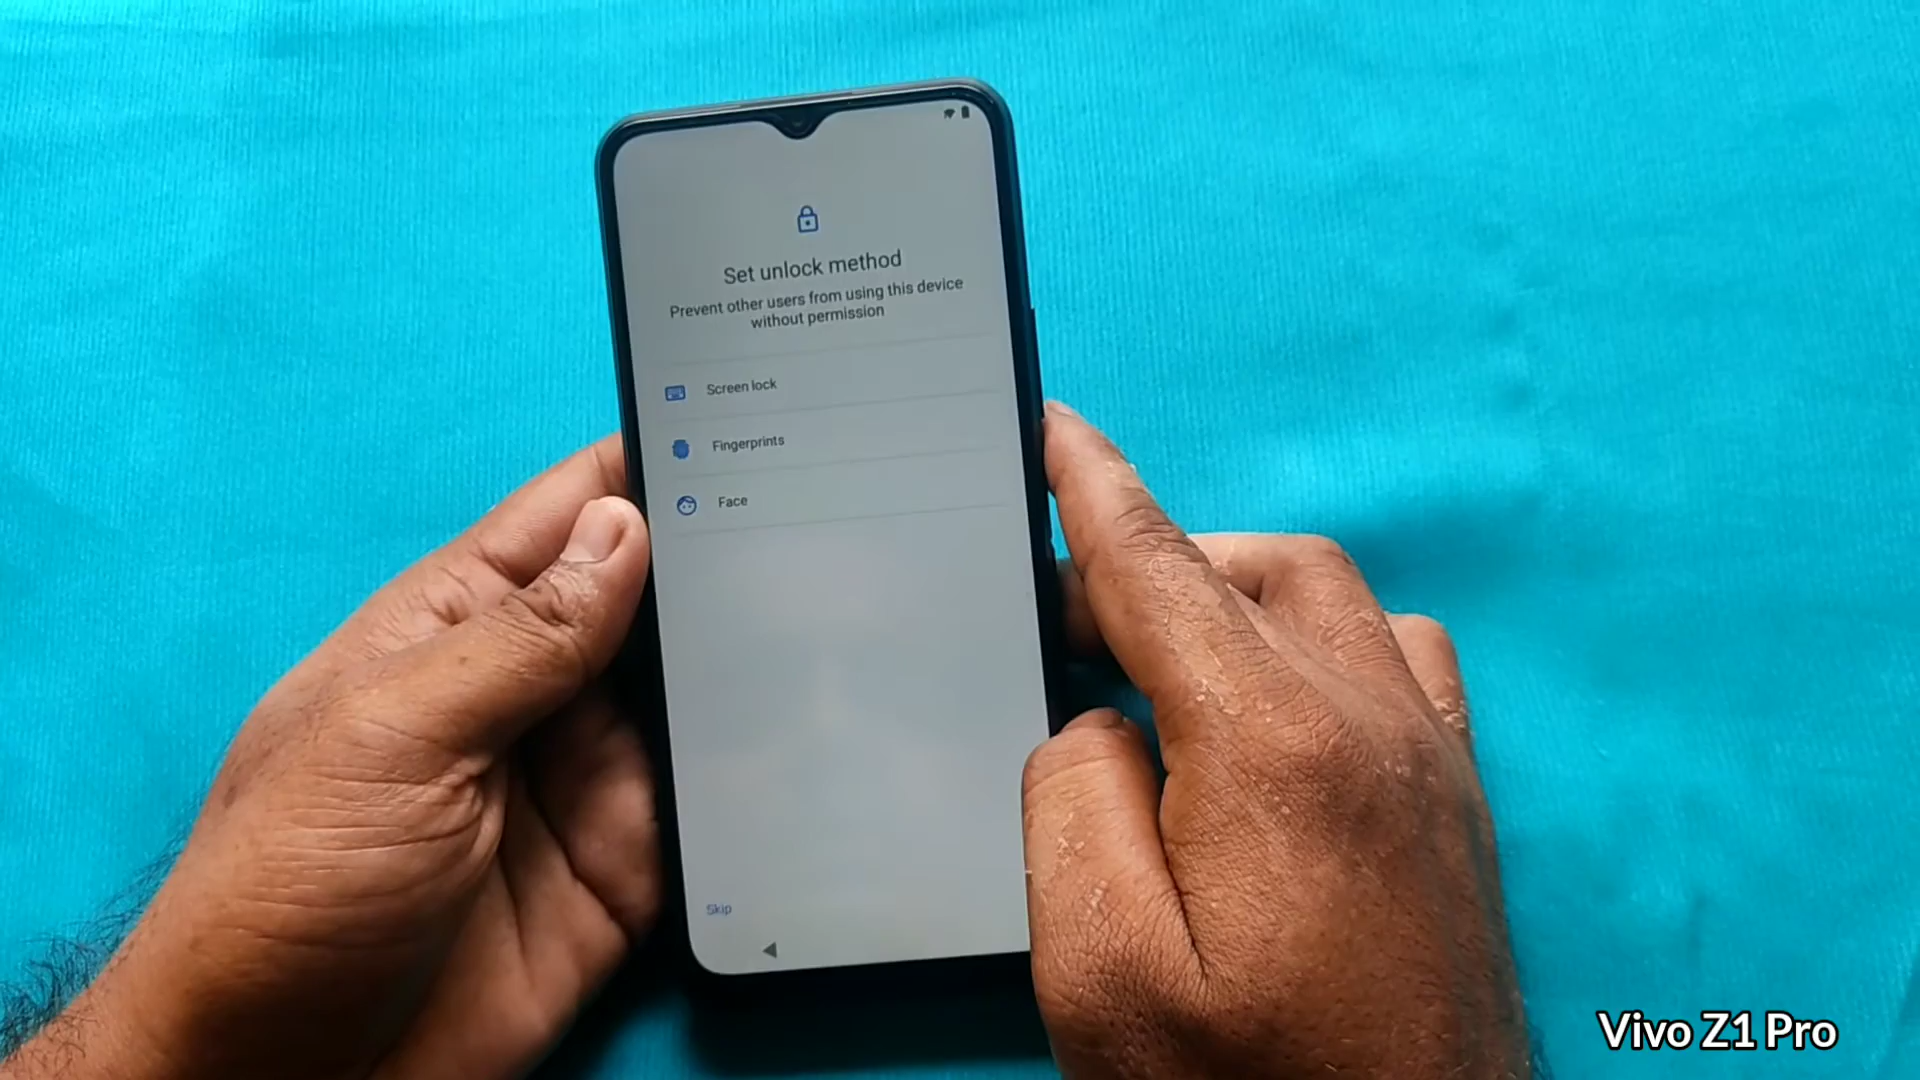 Set unlock method
Prevent other users from using this device
without permission
Screen lock
Fingerprints
Face
Skip
Vivo Z1 Pro